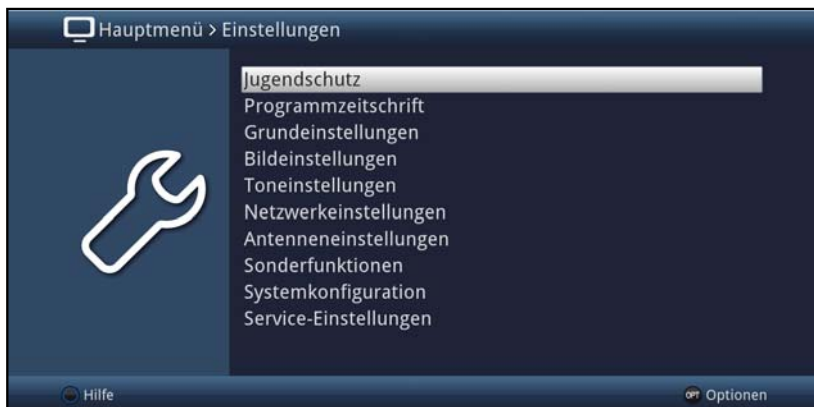 Hauptmenü > Einstellungen
Jugendschutz
Programmzeitschrift
Grundeinstellungen
Bildeinstellungen
Toneinstellungen
Netzwerkeinstellungen
Antenneneinstellungen
Sonderfunktionen
Systemkonfiguration
Service-Einstellungen
Hilfe OPT Optionen